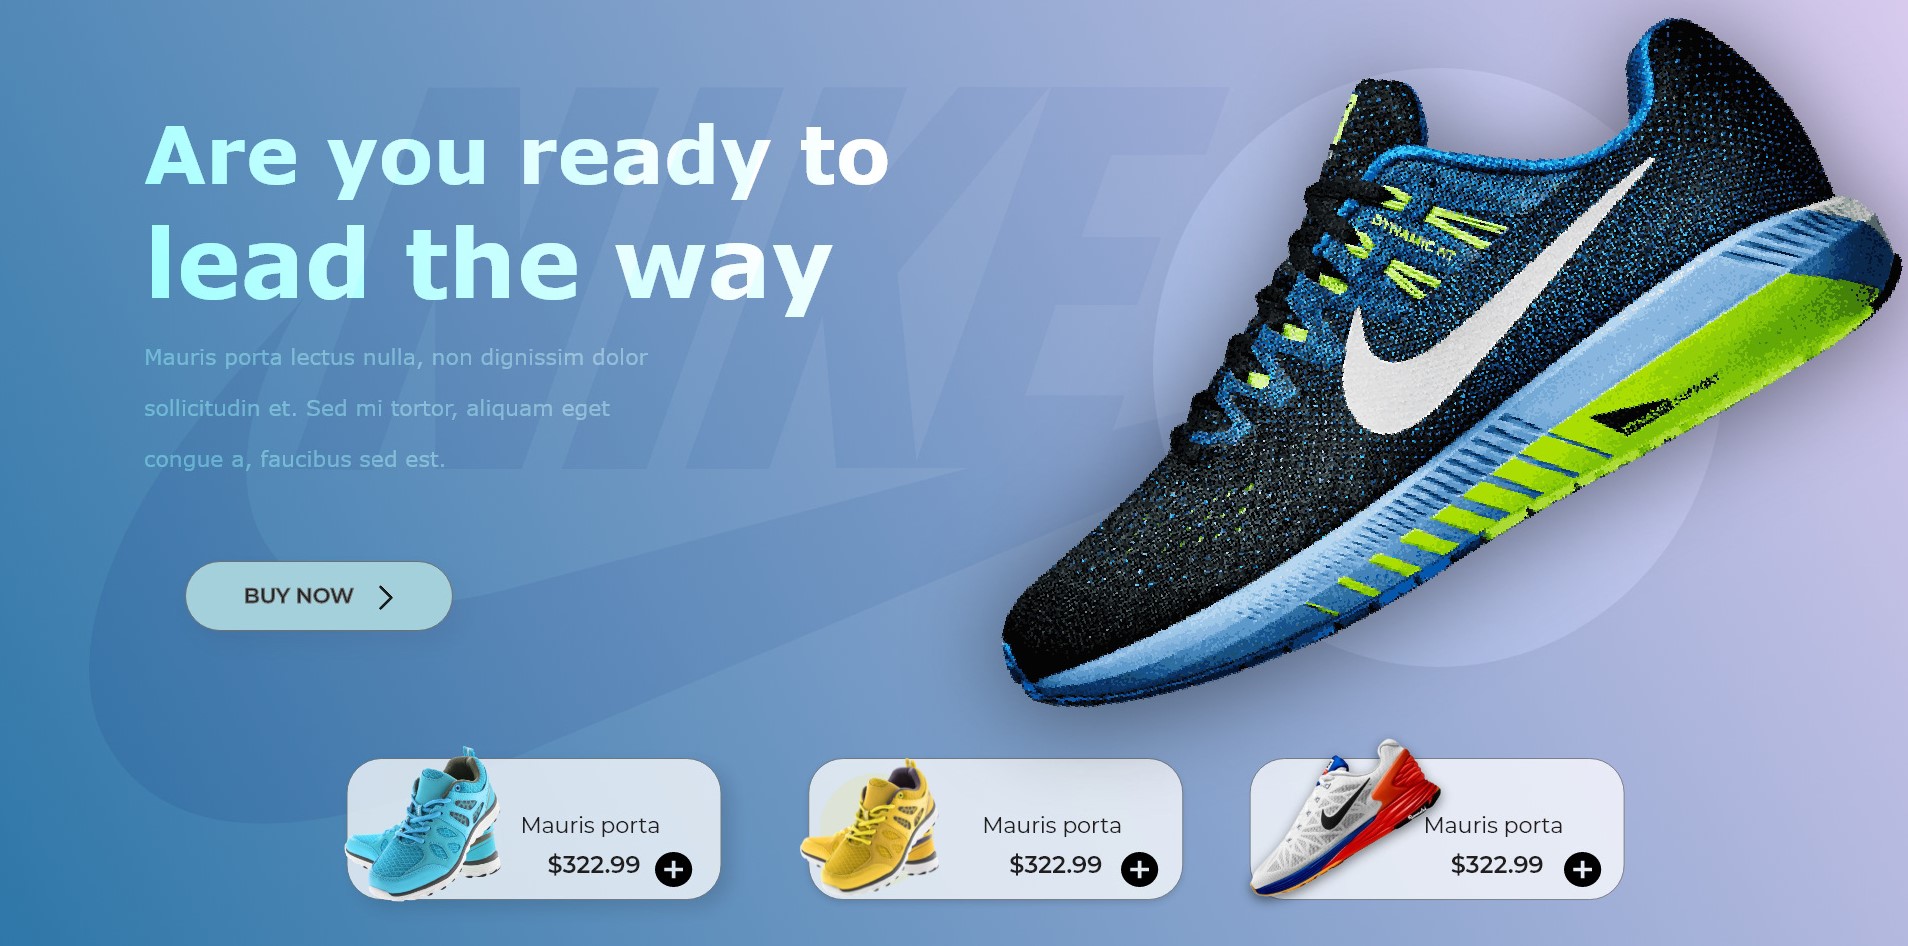 NIKE
Are you ready to
lead the way
Mauris porta lectus nulla, non dignissim dolor
sollicitudin et. Sed mi tortor, aliquam eget
congue a, faucibus sed est.
BUY NOW
DYNAMIC FIT
SUPPORT
Mauris porta
$322.99
Mauris porta
$322.99
Mauris porta
$322.99